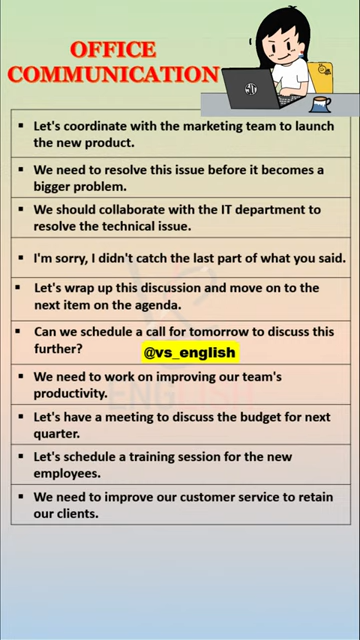 OFFICE
COMMUNICATION
▪ Let's coordinate with the marketing team to launch
the new product.
▪ We need to resolve this issue before it becomes a
bigger problem.
▪ We should collaborate with the IT department to
resolve the technical issue.
▪ I'm sorry, I didn't catch the last part of what you said.
▪ Let's wrap up this discussion and move on to the
next item on the agenda.
▪ Can we schedule a call for tomorrow to discuss this
further?
@vs_english
▪ We need to work on improving our team's
productivity.
▪ Let's have a meeting to discuss the budget for next
quarter.
▪ Let's schedule a training session for the new
employees.
▪ We need to improve our customer service to retain
our clients.